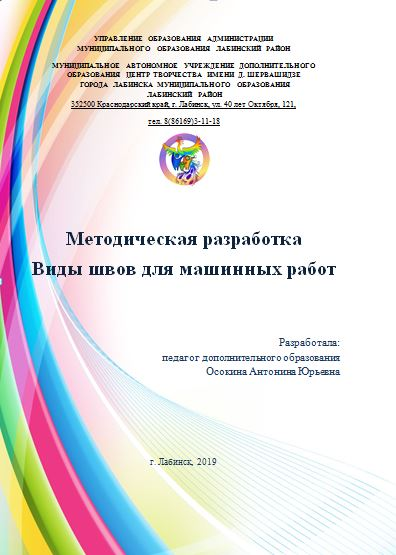 УПРАВЛЕНИЕ ОБРАЗОВАНИЯ АДМИНИСТРАЦИИ
МУНИЦИПАЛЬНОГО ОБРАЗОВАНИЯ ЛАБИНСКИЙ РАЙОН
МУНИЦИПАЛЬНОЕ АВТОНОМНОЕ УЧРЕЖДЕНИЕ ДОПОЛНИТЕЛЬНОГО
ОБРАЗОВАНИЯ ЦЕНТР ТВОРЧЕСТВА ИМЕНИ Д. ШЕРВАШИДЗЕ
ГОРОДА ЛАБИНСКА МУНИЦИПАЛЬНОГО ОБРАЗОВАНИЯ
ЛАБИНСКИЙ РАЙОН
352500 Краснодарский край, г. Лабинск, ул. 40 лет Октября, 121,
тел. 8(86169)3-11-18
Методическая разработка
Виды швов для машинных работ
Разработала:
педагог дополнительного образования
Осокина Антонина Юрьевна
г. Лабинск, 2019